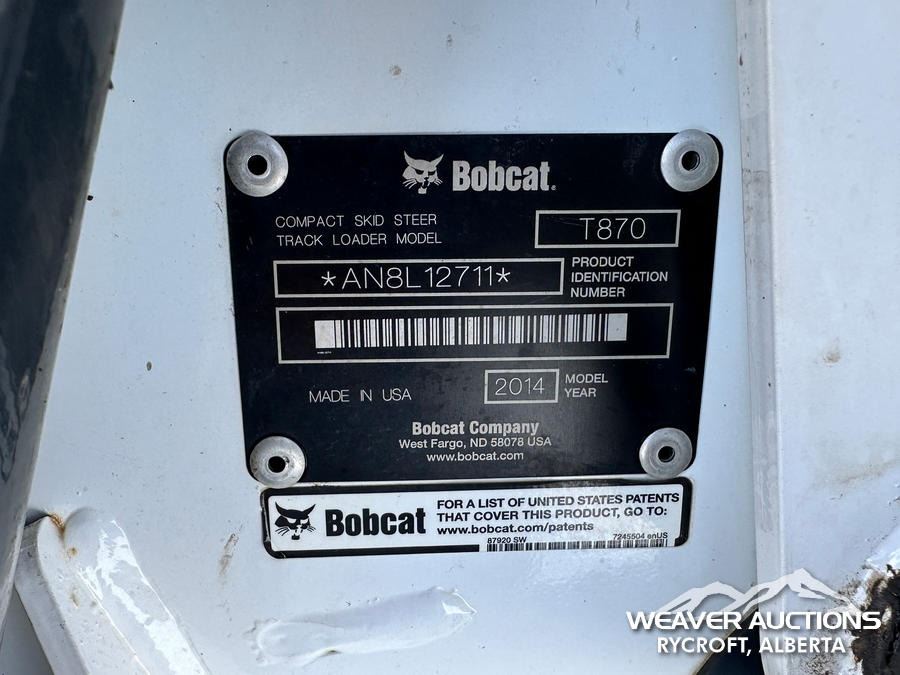 Bobcat®
COMPACT SKID STEER
TRACK LOADER MODEL
T870
*AN8L12711*
PRODUCT
IDENTIFICATION
NUMBER
MADE IN USA
2014
MODEL
YEAR
Bobcat Company
West Fargo, ND 58078 USA
www.bobcat.com
Bobcat
FOR A LIST OF UNITED STATES PATENTS
THAT COVER THIS PRODUCT, GO TO:
www.bobcat.com/patents
87920 SW
7245504 enUS
WEAVER AUCTIONS
RYCROFT, ALBERTA